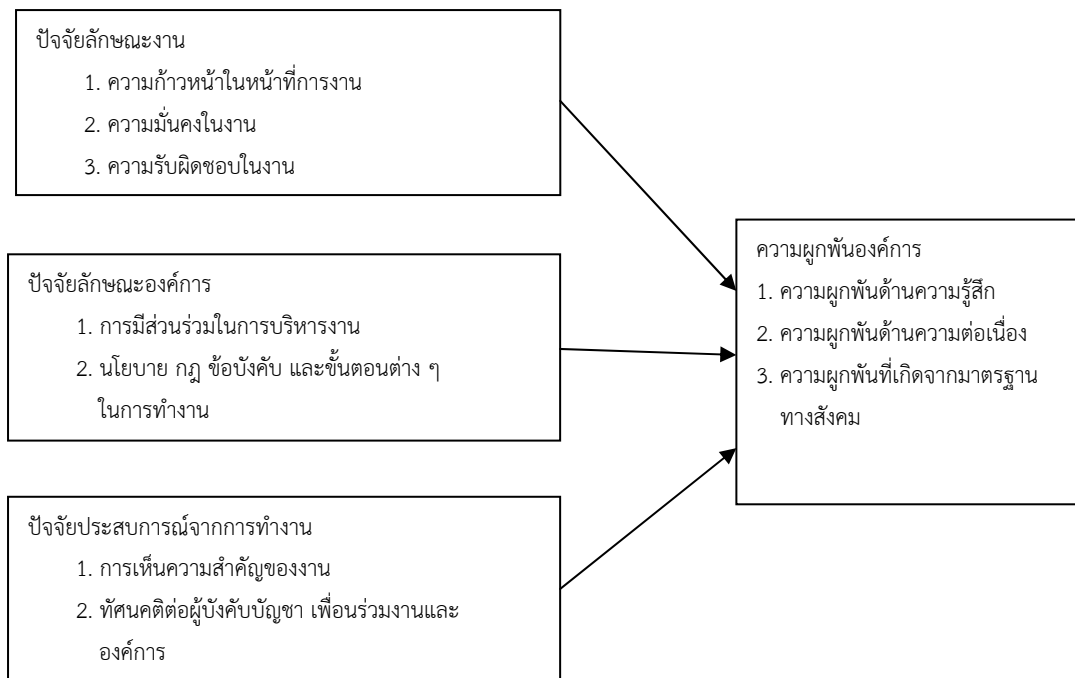 ปัจจัยลักษณะงาน
1. ความก้าวหน้าในหน้าที่การงาน
2. ความมั่นคงในงาน
3. ความรับผิดชอบในงาน
ปัจจัยลักษณะองค์การ
1. การมีส่วนร่วมในการบริหารงาน
2. นโยบาย กฎ ข้อบังคับ และขั้นตอนต่าง ๆ
ในการทำงาน
ปัจจัยประสบการณ์จากการทำงาน
1. การเห็นความสำคัญของงาน
2. ทัศนคติต่อผู้บังคับบัญชา เพื่อนร่วมงานและ
องค์การ
ความผูกพันองค์การ
1. ความผูกพันด้านความรู้สึก
2. ความผูกพันด้านความต่อเนื่อง
3. ความผูกพันที่เกิดจากมาตรฐาน
ทางสังคม